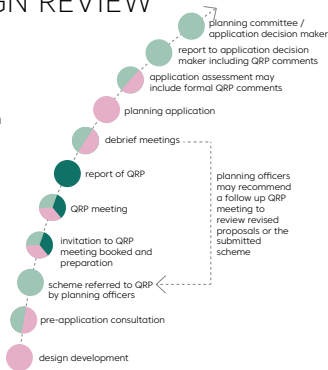 GN REVIEW
planning committee /
application decision maker
report to application decision
maker including QRP comments
application assessment may
include formal QRP comments
planning application
debrief meetings
report of QRP
planning officers
may recommend
a follow up QRP
meeting to
review revised
proposals or the
submitted
scheme
QRP meeting
invitation to QRP
meeting booked and
preparation
scheme referred to QRP
by planning officers
pre-application consultation
design development